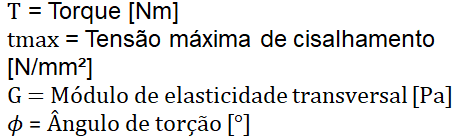 T = Torque [Nm]
tmax = Tensão máxima de cisalhamento
[N/mm²]
G = Módulo de elasticidade transversal [Pa]
𝜙 = Ângulo de torção [°]